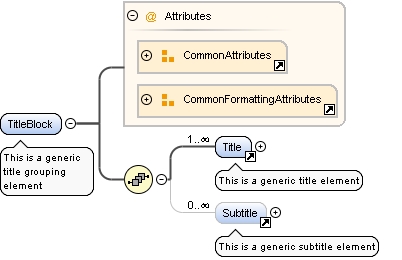 @ Attributes
CommonAttributes
CommonFormattingAttributes
TitleBlock
This is a generic
title grouping
element
1..∞
Title
This is a generic title element
0..∞
Subtitle
This is a generic subtitle element